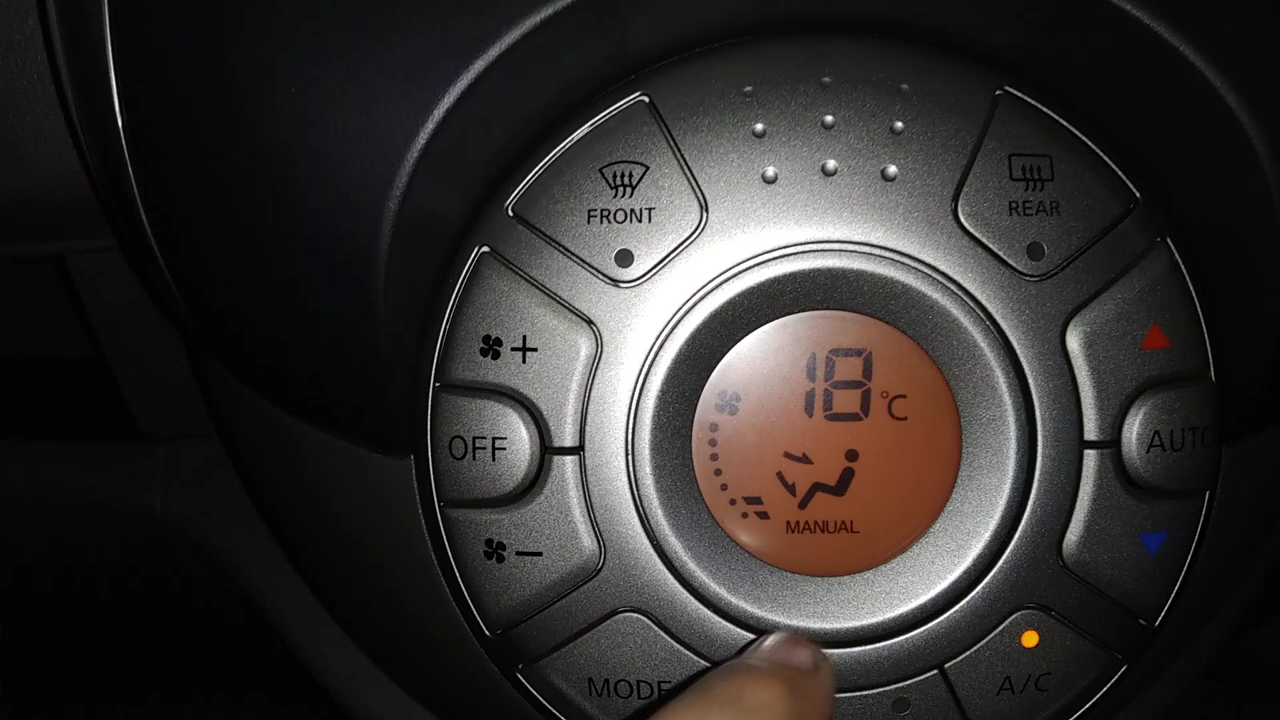 FRONT
REAR
+
OFF
18°C
AUTO
MANUAL
−
MODE
A/C